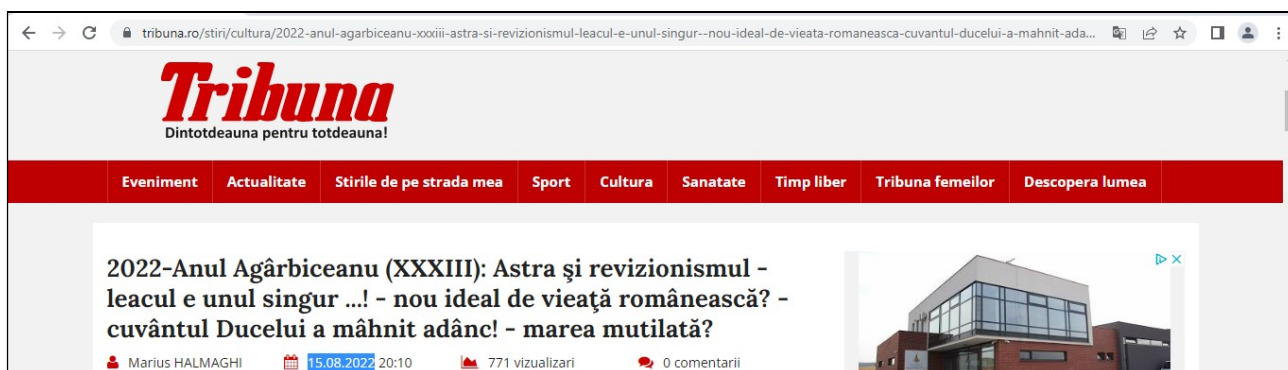 tribuna.ro/stiri/cultura/2022-anul-agarbiceanu-xxxiii-astra-si-revizionismul-leacul-e-unul-singur--nou-ideal-de-vieata-romaneasca-cuvantul-ducelui-a-mahnit-ada...
Tribuna
Dintotdeauna pentru totdeauna!
Eveniment Actualitate Stirile de pe strada mea Sport Cultura Sanatate Timp liber Tribuna femeilor Descopera lumea
2022-Anul Agârbiceanu (XXXIII): Astra şi revizionismul -
leacul e unul singur ...! - nou ideal de vieaţă românească? -
cuvântul Ducelui a mâhnit adânc! - marea mutilată?
Marius HALMAGHI 15.08.2022 20:10 771 vizualizari 0 comentarii